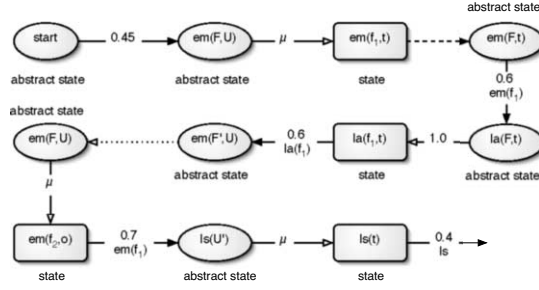 abstract state
start
0.45
em(F,U)
μ
em(f₁,t)
em(F,t)
abstract state
abstract state
state
0.6
em(f₁)
abstract state
em(F,U)
em(F',U)
0.6
la(f₁)
la(f₁,t)
1.0
la(F,t)
abstract state
state
abstract state
μ
em(f₂,o)
0.7
em(f₁)
ls(U')
μ
ls(t)
0.4
ls
state
abstract state
state